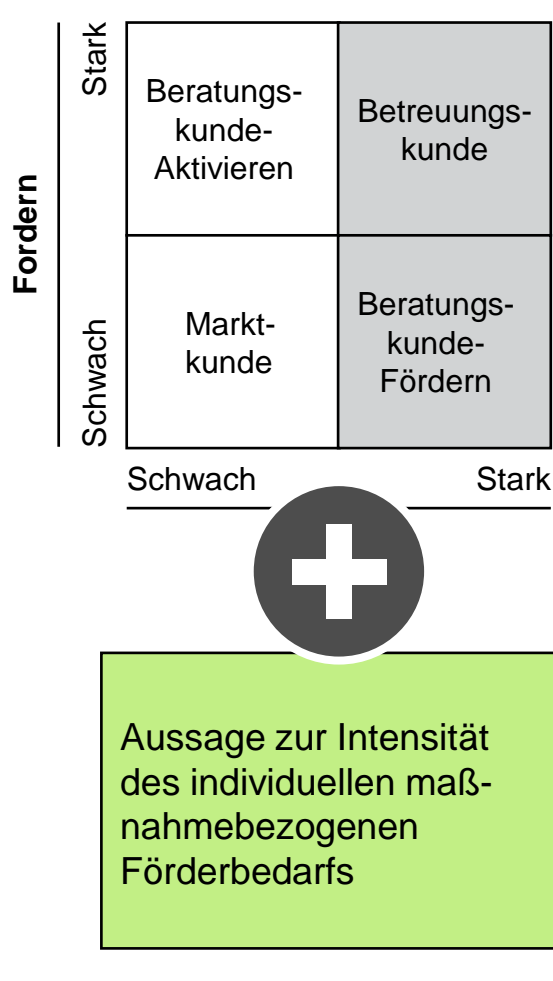 Fordern
Stark
Schwach
Beratungs-
kunde-
Aktivieren
Betreuungs-
kunde
Markt-
kunde
Beratungs-
kunde-
Fördern
Schwach
Stark
Aussage zur Intensität
des individuellen maß-
nahmebezogenen
Förderbedarfs